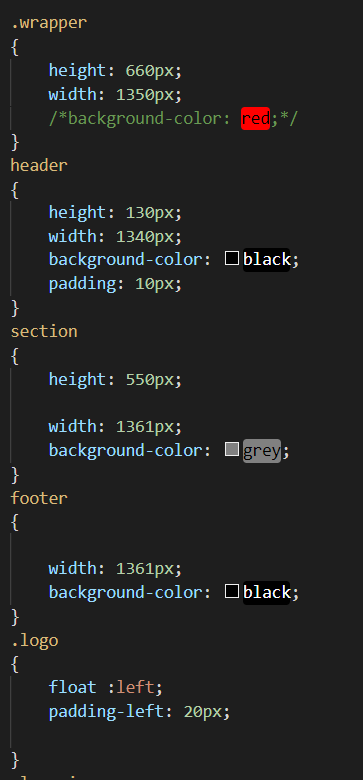 .wrapper
{
height: 660px;
width: 1350px;
/*background-color: red;*/
}
header
{
height: 130px;
width: 1340px;
background-color: black;
padding: 10px;
}
section
{
height: 550px;
width: 1361px;
background-color: grey;
}
footer
{
width: 1361px;
background-color: black;
}
.logo
{
float :left;
padding-left: 20px;
}